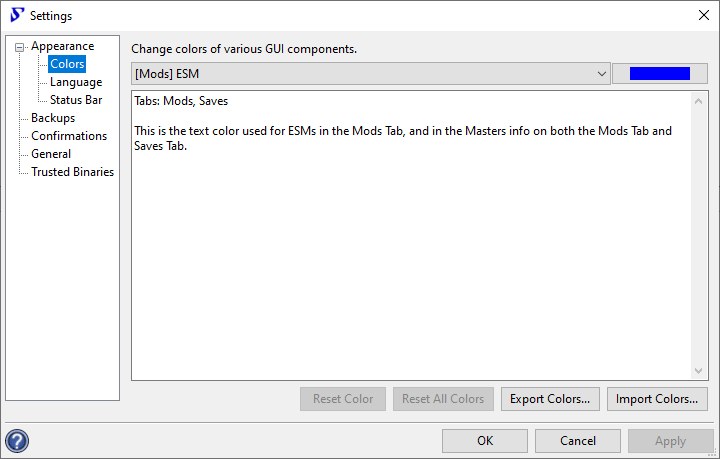 Settings
Appearance
Colors
Language
Status Bar
Backups
Confirmations
General
Trusted Binaries
Change colors of various GUI components.
[Mods] ESM
Tabs: Mods, Saves
This is the text color used for ESMs in the Mods Tab, and in the Masters info on both the Mods Tab and
Saves Tab.
Reset Color
Reset All Colors
Export Colors...
Import Colors...
?
OK
Cancel
Apply